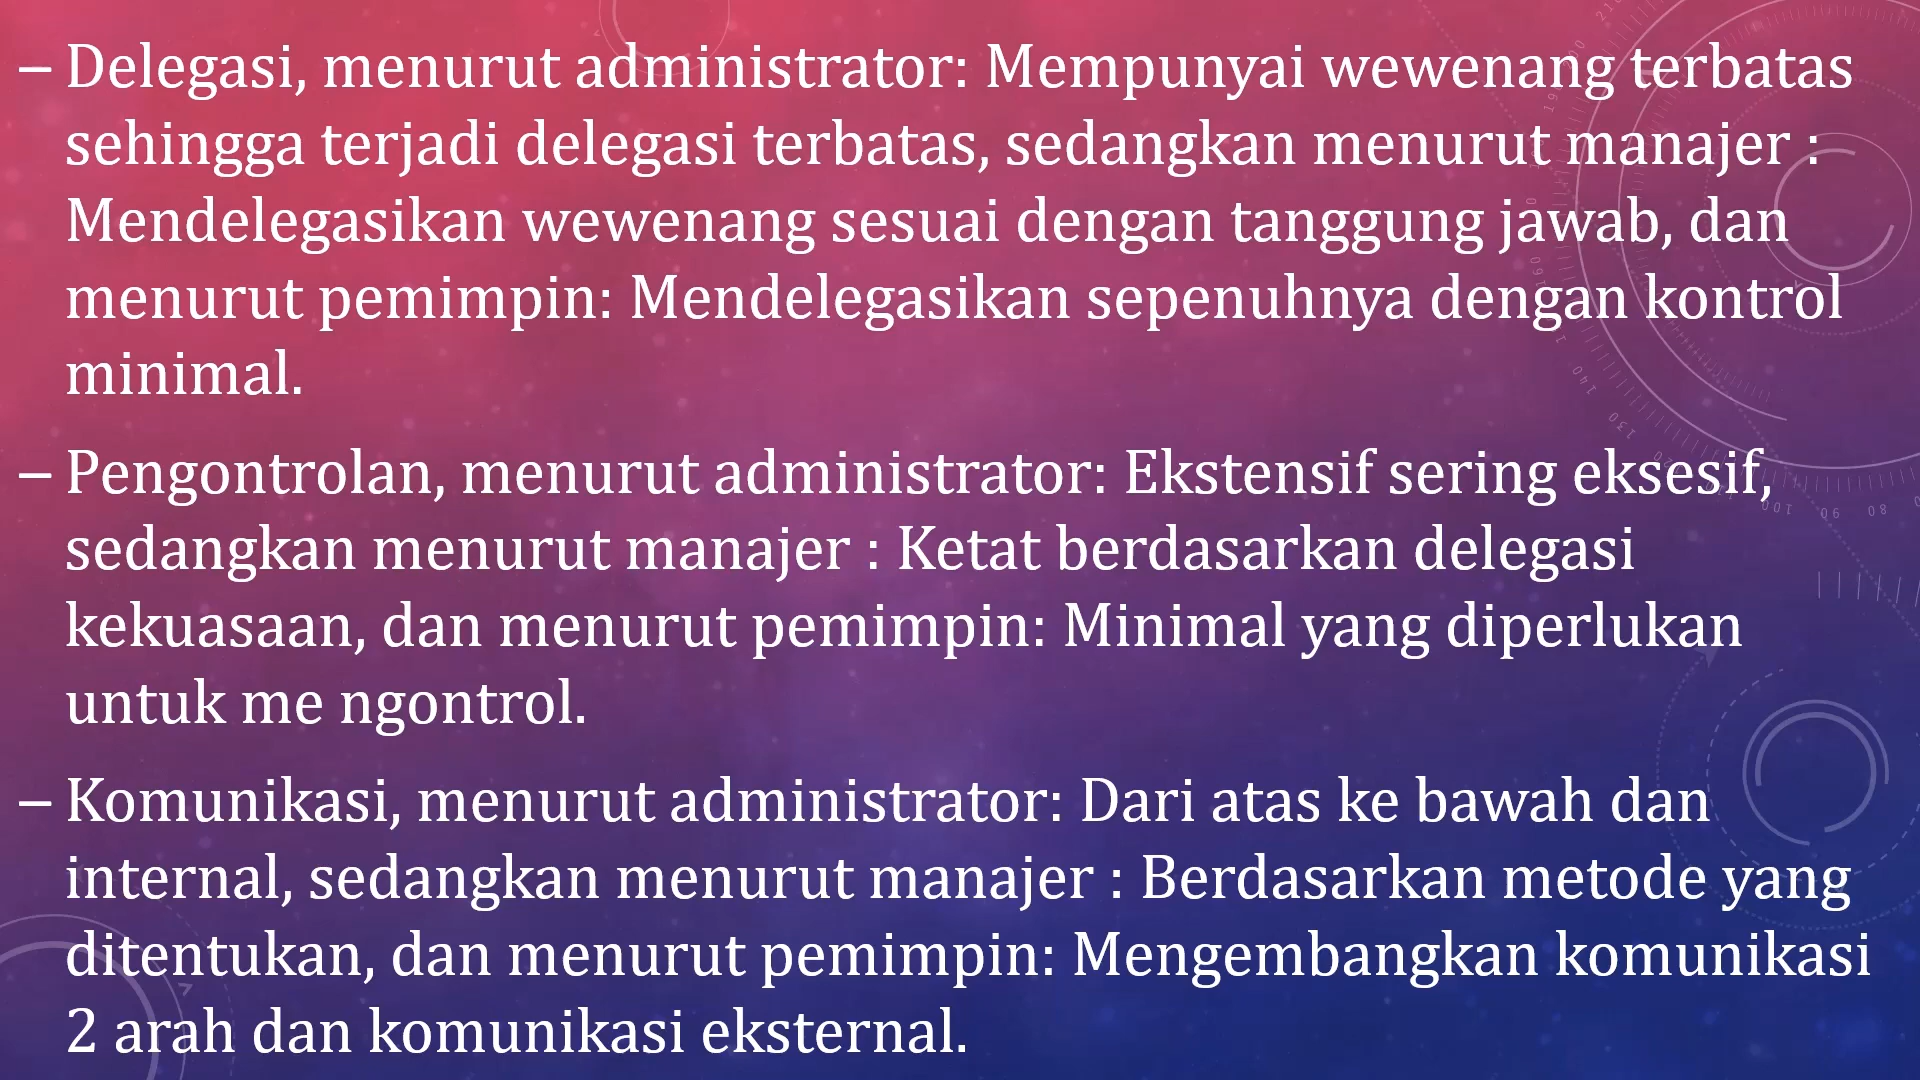 – Delegasi, menurut administrator: Mempunyai wewenang terbatas
sehingga terjadi delegasi terbatas, sedangkan menurut manajer :
Mendelegasikan wewenang sesuai dengan tanggung jawab, dan
menurut pemimpin: Mendelegasikan sepenuhnya dengan kontrol
minimal.
– Pengontrolan, menurut administrator: Ekstensif sering eksesif,
sedangkan menurut manajer : Ketat berdasarkan delegasi
kekuasaan, dan menurut pemimpin: Minimal yang diperlukan
untuk me ngontrol.
– Komunikasi, menurut administrator: Dari atas ke bawah dan
internal, sedangkan menurut manajer : Berdasarkan metode yang
ditentukan, dan menurut pemimpin: Mengembangkan komunikasi
2 arah dan komunikasi eksternal.